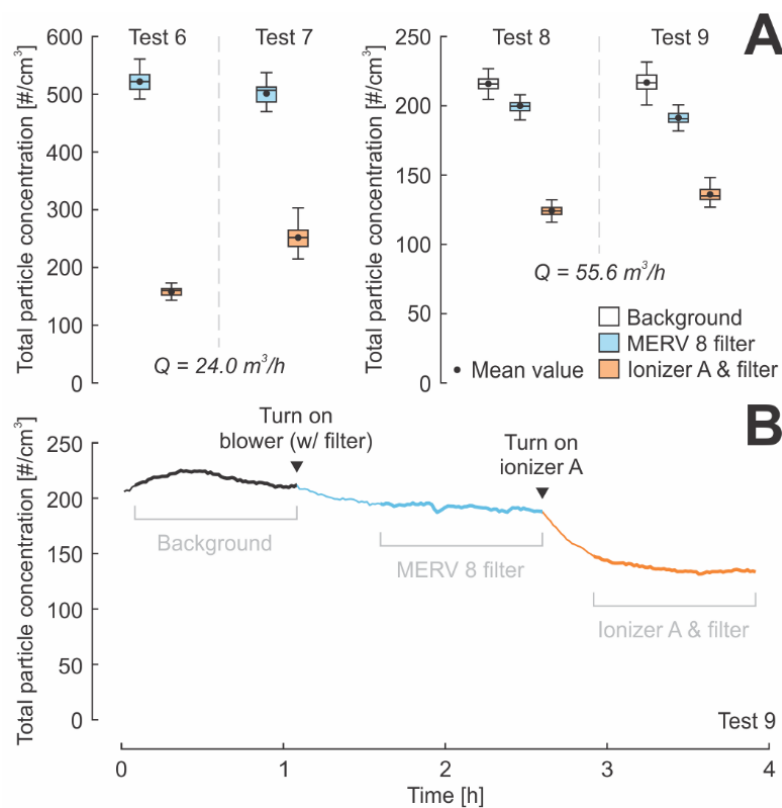 A
Test 6
Test 7
Total particle concentration [#/cm³]
600
500
400
300
200
100
0
Q = 24.0 m³/h
Test 8
Test 9
Total particle concentration [#/cm³]
250
200
150
100
50
0
Q = 55.6 m³/h
Background
MERV 8 filter
Ionizer A & filter
• Mean value
B
Total particle concentration [#/cm³]
250
200
150
100
50
0
Turn on
blower (w/ filter)
Turn on
ionizer A
Background
MERV 8 filter
Ionizer A & filter
Test 9
0
1
2
3
4
Time [h]